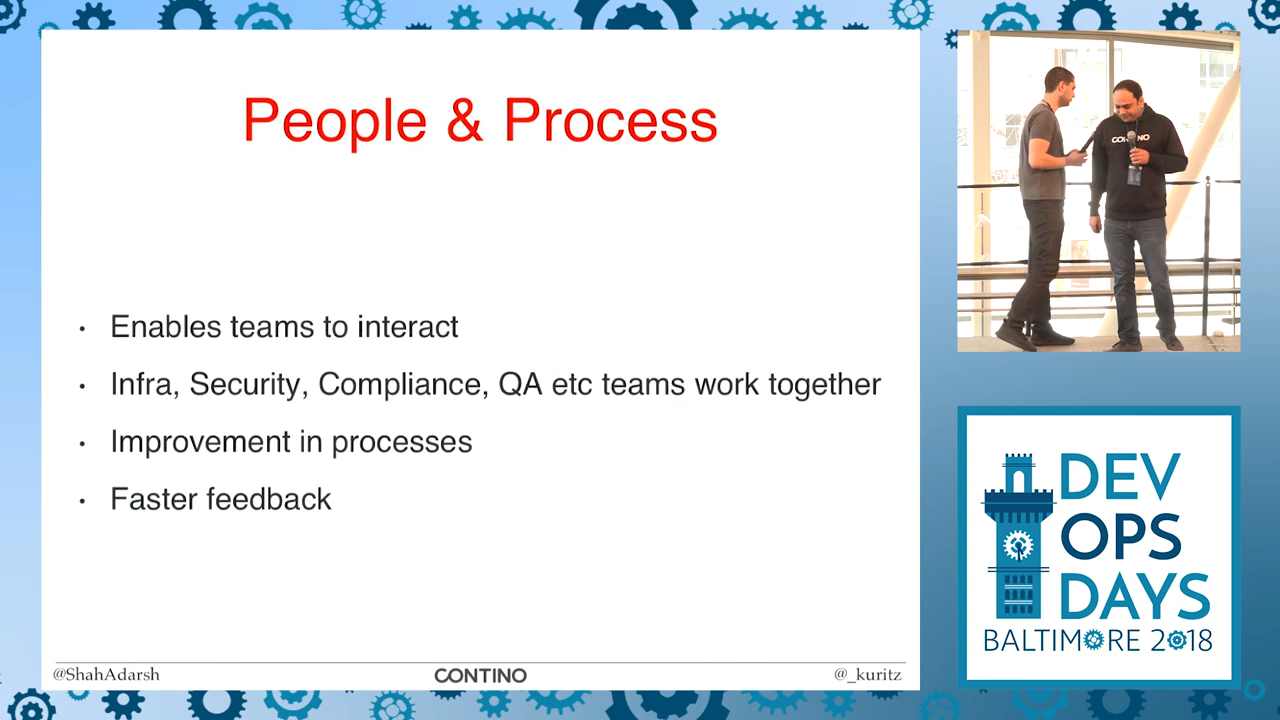 People & Process
• Enables teams to interact
• Infra, Security, Compliance, QA etc teams work together
• Improvement in processes
• Faster feedback
@ShahAdarsh
CONTINO
@_kuritz
CONTINO
DEV
OPS
DAYS
BALTIMORE 2018